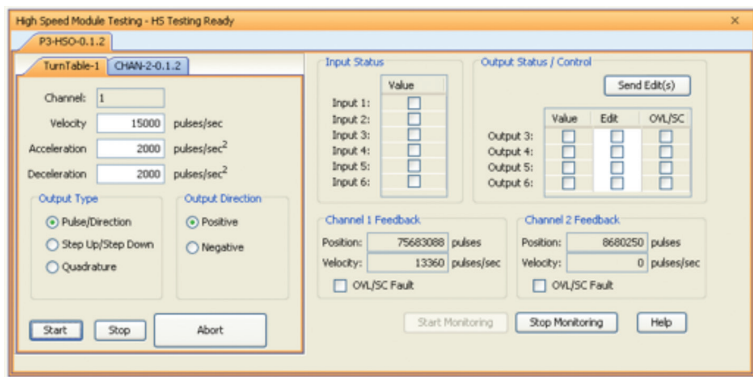 High Speed Module Testing - HS Testing Ready
P3-HSO-0.1.2
TurnTable-1 CHAN-2-0.1.2
Channel: 1
Velocity 15000 pulses/sec
Acceleration 2000 pulses/sec²
Deceleration 2000 pulses/sec²
Output Type
Pulse/Direction
Step Up/Step Down
Quadrature
Output Direction
Positive
Negative
Start Stop Abort
Input Status
Value
Input 1:
Input 2:
Input 3:
Input 4:
Input 5:
Input 6:
Output Status / Control
Send Edit(s)
Value Edit OVL/SC
Output 3:
Output 4:
Output 5:
Output 6:
Channel 1 Feedback
Position: 75683088 pulses
Velocity: 13360 pulses/sec
OVL/SC Fault
Channel 2 Feedback
Position: 8680250 pulses
Velocity: 0 pulses/sec
OVL/SC Fault
Start Monitoring Stop Monitoring Help